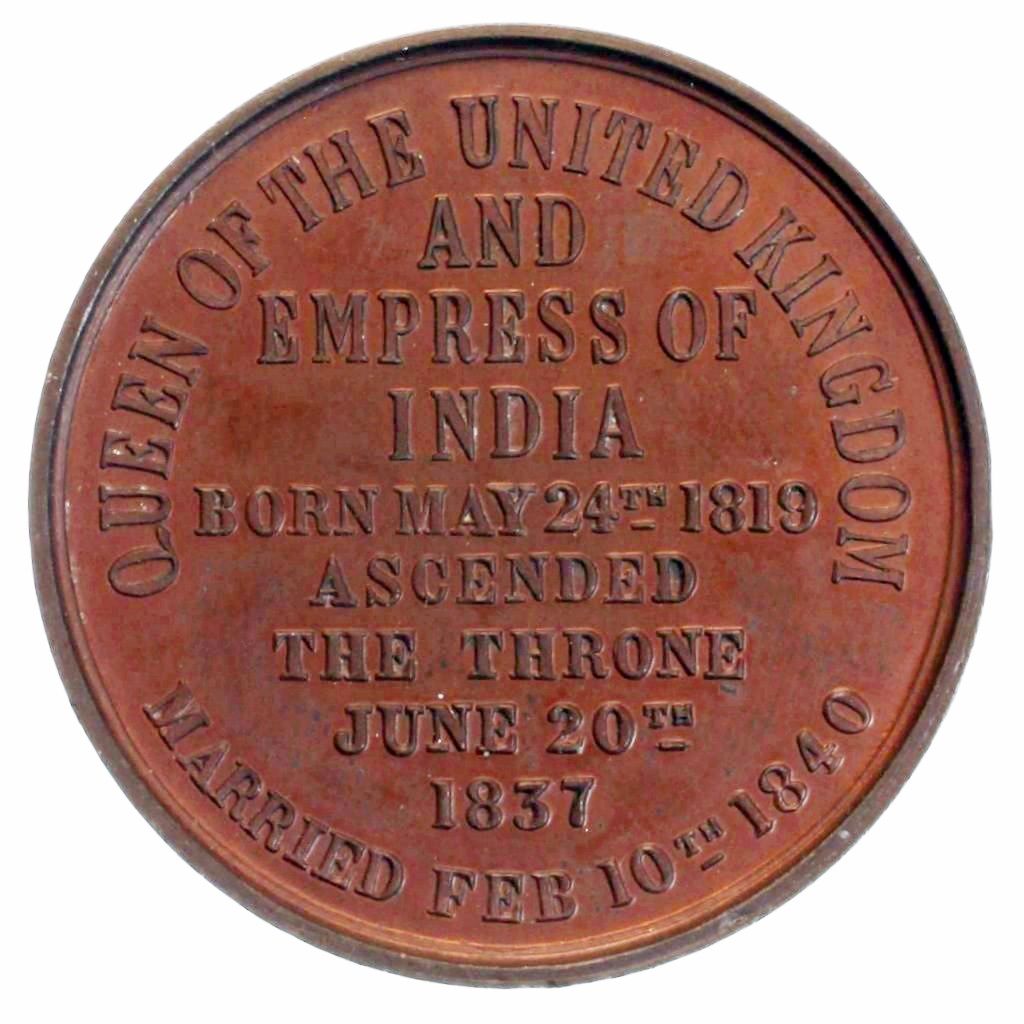 QUEEN OF THE UNITED KINGDOM
AND
EMPRESS OF
INDIA
BORN MAY 24TH 1819
ASCENDED
THE THRONE
JUNE 20TH
1837
MARRIED FEB 10TH 1840